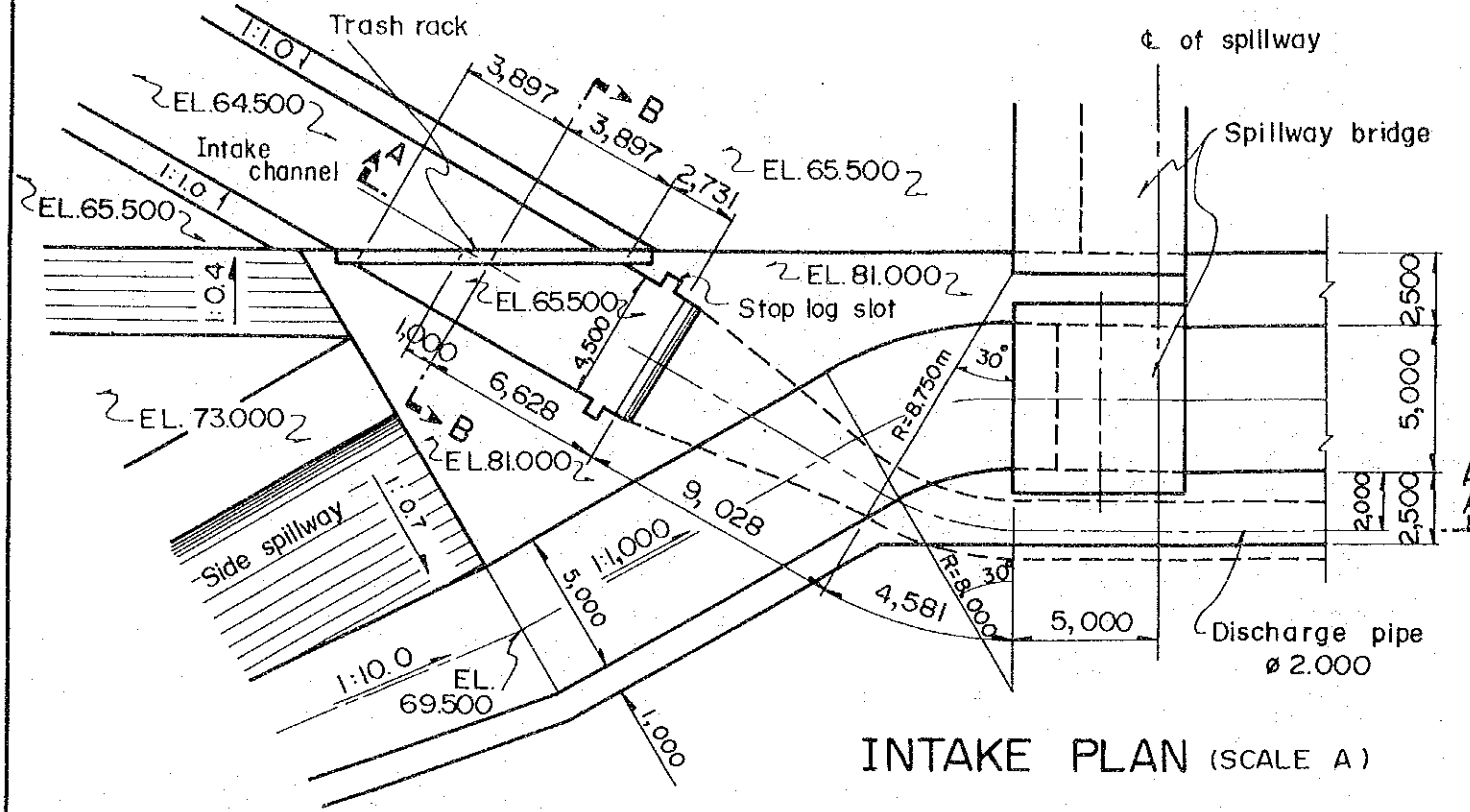 Trash rack
℄ of spillway
1:1.0
3,897
B
EL.64.500
3,897
Spillway bridge
Intake
channel
A
2,731
EL.65.500
1:1.0
EL.65.500
1:0.4
EL.81.000
EL.65.500
Stop log slot
2,500
1,000
4,500
30°
6,628
R=8.750m
5,000
EL. 73.000
B
EL.81.000
9,028
Side spillway
1:0.7
1:1,000
2,000
2,500
5,000
R=8,000
30°
4,581
5,000
Discharge pipe
ø 2.000
1:10.0
EL.
69.500
1,000
INTAKE PLAN (SCALE A)